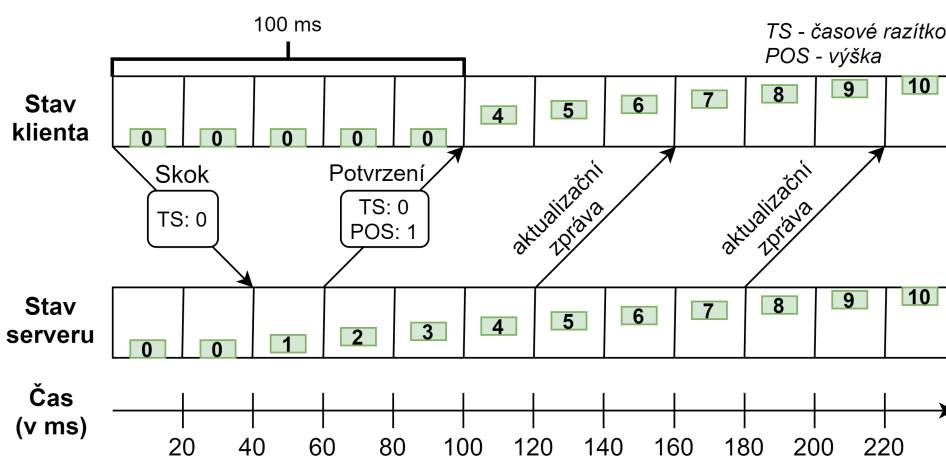 100 ms
TS - časové razítko
POS - výška
Stav
klienta
0 0 0 0 0 4 5 6 7 8 9 10
Skok
TS: 0
Potvrzení
TS: 0
POS: 1
aktualizační
zpráva
aktualizační
zpráva
Stav
serveru
0 0 1 2 3 4 5 6 7 8 9 10
Čas
(v ms)
20 40 60 80 100 120 140 160 180 200 220